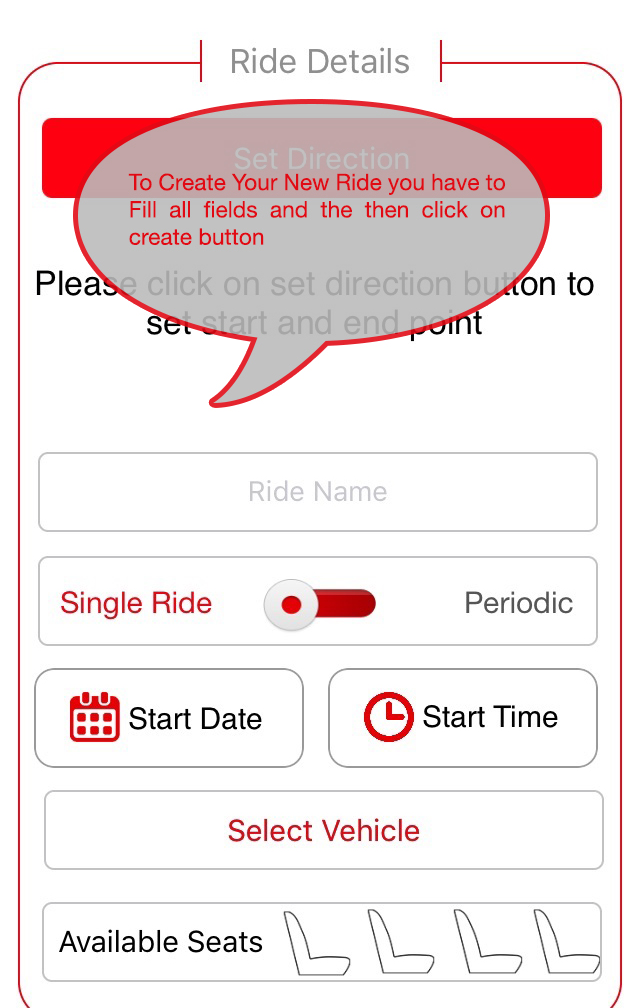 Ride Details
Set Direction
To Create Your New Ride you have to
Fill all fields and the then click on
create button
Please click on set direction button to
set start and end point
Ride Name
Single Ride
Periodic
Start Date
Start Time
Select Vehicle
Available Seats